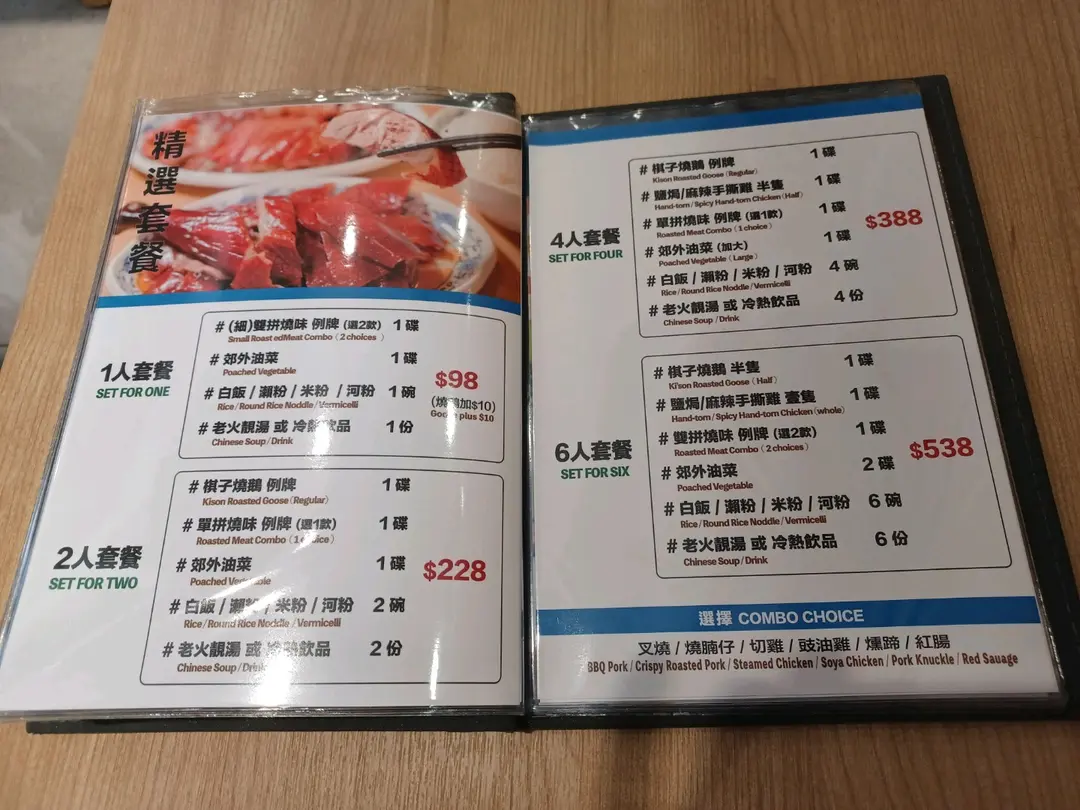 精選套餐
1人套餐
SET FOR ONE
# (細)雙拼燒味 例牌 (選2款) 1 碟
Small Roast edMeat Combo ( 2 choices )
# 郊外油菜 1 碟
Poached Vegetable
# 白飯 / 瀨粉 / 米粉 / 河粉 1 碗
Rice / Round Rice Noddle / Vermicelli
# 老火靚湯 或 冷熱飲品 1 份
Chinese Soup / Drink
$98
(燒鵝加$10)
Goose plus $10
2人套餐
SET FOR TWO
# 棋子燒鵝 例牌 1 碟
Kison Roasted Goose (Regular)
# 單拼燒味 例牌 (選1款) 1 碟
Roasted Meat Combo ( 1 choice )
# 郊外油菜 1 碟
Poached Vegetable
# 白飯 / 瀨粉 / 米粉 / 河粉 2 碗
Rice / Round Rice Noddle / Vermicelli
# 老火靚湯 或 冷熱飲品 2 份
Chinese Soup / Drink
$228
4人套餐
SET FOR FOUR
# 棋子燒鵝 例牌 1 碟
Kison Roasted Goose (Regular)
# 鹽焗/麻辣手撕雞 半隻 1 碟
Hand-torn / Spicy Hand-torn Chicken (Half)
# 單拼燒味 例牌 (選1款) 1 碟
Roasted Meat Combo ( 1 choice )
# 郊外油菜 (加大) 1 碟
Poached Vegetable (Large)
# 白飯 / 瀨粉 / 米粉 / 河粉 4 碗
Rice / Round Rice Noddle / Vermicelli
# 老火靚湯 或 冷熱飲品 4 份
Chinese Soup / Drink
$388
6人套餐
SET FOR SIX
# 棋子燒鵝 半隻 1 碟
Ki'son Roasted Goose ( Half )
# 鹽焗/麻辣手撕雞 壹隻 1 碟
Hand-torn / Spicy Hand-torn Chicken (whole)
# 雙拼燒味 例牌 (選2款) 1 碟
Roasted Meat Combo ( 2 choices )
# 郊外油菜 2 碟
Poached Vegetable
# 白飯 / 瀨粉 / 米粉 / 河粉 6 碗
Rice / Round Rice Noddle / Vermicelli
# 老火靚湯 或 冷熱飲品 6 份
Chinese Soup / Drink
$538
選擇 COMBO CHOICE
叉燒 / 燒腩仔 / 切雞 / 豉油雞 / 燻蹄 / 紅腸
BBQ Pork / Crispy Roasted Pork / Steamed Chicken / Soya Chicken / Pork Knuckle / Red Sauage